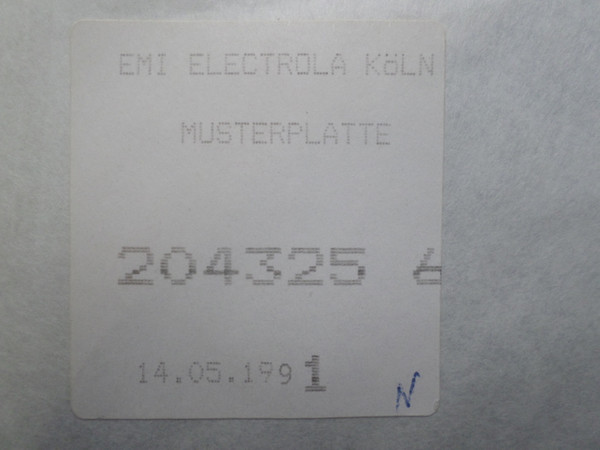 EMI ELECTROLA KöLN
MUSTERPLATTE
204325 6
14.05.1991
N